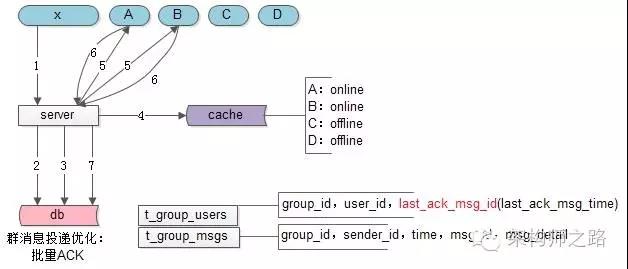 x
A
B
C
D
6
1
5
5
6
server
4
cache
A：online
B：online
C：offline
D：offline
2
3
7
db
群消息投递优化：
批量ACK
t_group_users
group_id，user_id，last_ack_msg_id(last_ack_msg_time)
t_group_msgs
group_id，sender_id，time，msg_id，msg_detail
架构师之路